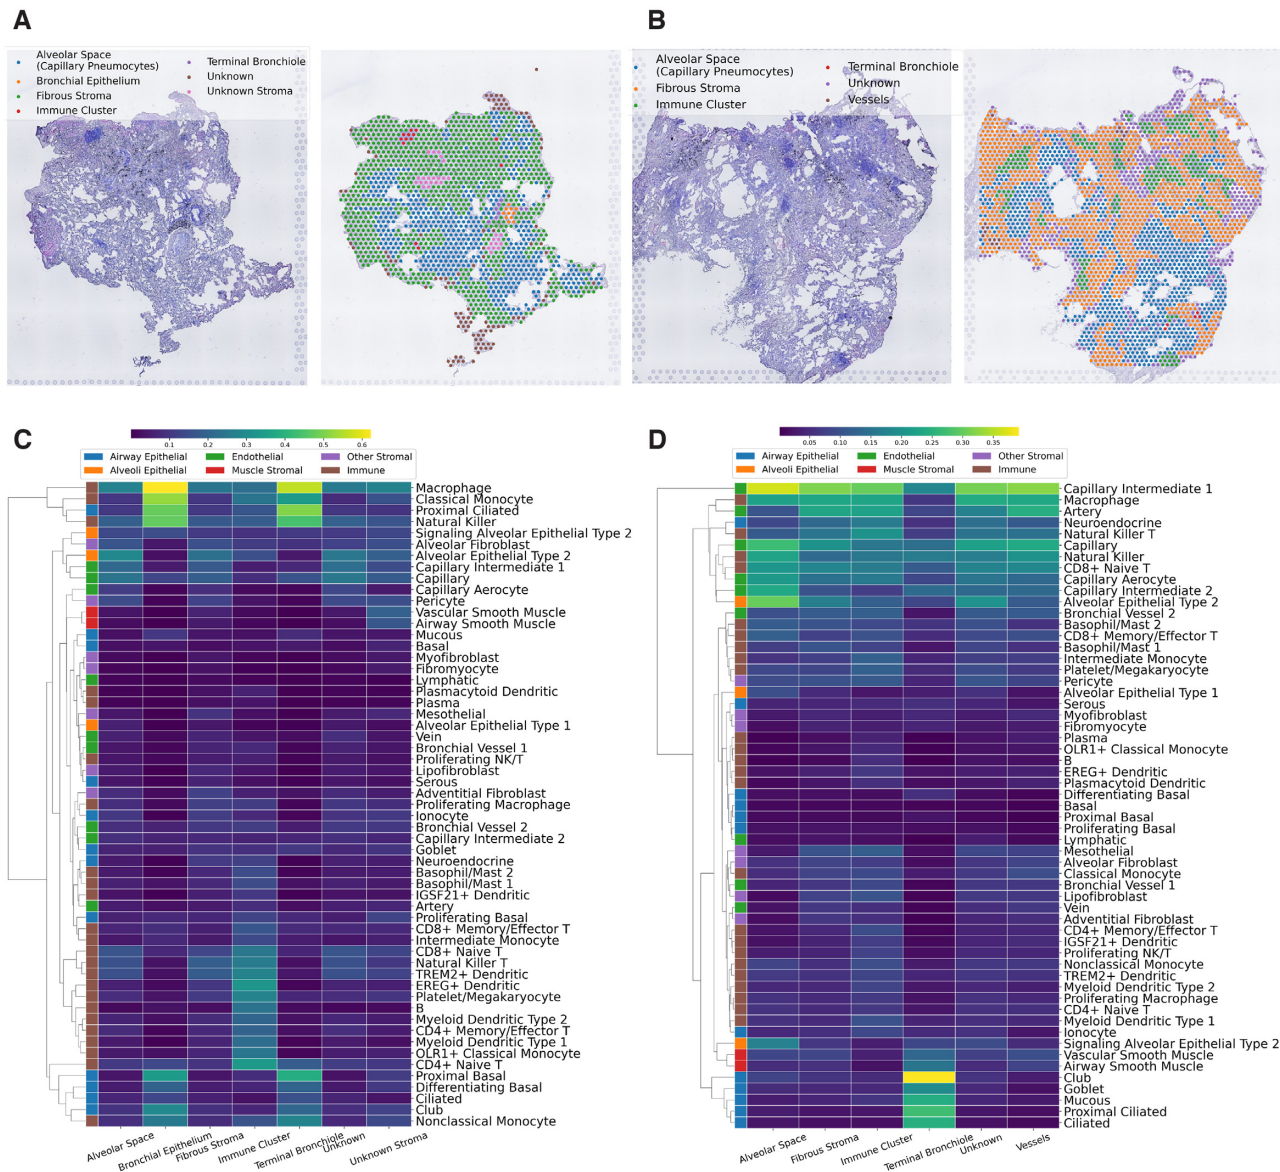 A
Alveolar Space
(Capillary Pneumocytes)
Bronchial Epithelium
Fibrous Stroma
Immune Cluster
Terminal Bronchiole
Unknown
Unknown Stroma
B
Alveolar Space
(Capillary Pneumocytes)
Fibrous Stroma
Immune Cluster
Terminal Bronchiole
Unknown
Vessels
C
0.1 0.2 0.3 0.4 0.5 0.6
Airway Epithelial
Alveoli Epithelial
Endothelial
Muscle Stromal
Other Stromal
Immune
Macrophage
Classical Monocyte
Proximal Ciliated
Natural Killer
Signaling Alveolar Epithelial Type 2
Alveolar Fibroblast
Alveolar Epithelial Type 2
Capillary Intermediate 1
Capillary
Capillary Aerocyte
Pericyte
Vascular Smooth Muscle
Airway Smooth Muscle
Mucous
Basal
Myofibroblast
Fibromyocyte
Lymphatic
Plasmacytoid Dendritic
Plasma
Mesothelial
Alveolar Epithelial Type 1
Vein
Bronchial Vessel 1
Proliferating NK/T
Lipofibroblast
Serous
Adventitial Fibroblast
Proliferating Macrophage
Ionocyte
Bronchial Vessel 2
Capillary Intermediate 2
Goblet
Neuroendocrine
Basophil/Mast 2
Basophil/Mast 1
IGSF21+ Dendritic
Artery
Proliferating Basal
CD8+ Memory/Effector T
Intermediate Monocyte
CD8+ Naive T
Natural Killer T
TREM2+ Dendritic
EREG+ Dendritic
Platelet/Megakaryocyte
B
Myeloid Dendritic Type 2
CD4+ Memory/Effector T
Myeloid Dendritic Type 1
OLR1+ Classical Monocyte
CD4+ Naive T
Proximal Basal
Differentiating Basal
Ciliated
Club
Nonclassical Monocyte
Alveolar Space
Bronchial Epithelium
Fibrous Stroma
Immune Cluster
Terminal Bronchiole
Unknown
Unknown Stroma
D
0.05 0.10 0.15 0.20 0.25 0.30 0.35
Airway Epithelial
Alveoli Epithelial
Endothelial
Muscle Stromal
Other Stromal
Immune
Capillary Intermediate 1
Macrophage
Artery
Neuroendocrine
Natural Killer T
Capillary
Natural Killer
CD8+ Naive T
Capillary Aerocyte
Capillary Intermediate 2
Alveolar Epithelial Type 2
Bronchial Vessel 2
Basophil/Mast 2
CD8+ Memory/Effector T
Basophil/Mast 1
Intermediate Monocyte
Platelet/Megakaryocyte
Pericyte
Alveolar Epithelial Type 1
Serous
Myofibroblast
Fibromyocyte
Plasma
OLR1+ Classical Monocyte
B
EREG+ Dendritic
Plasmacytoid Dendritic
Differentiating Basal
Basal
Proximal Basal
Proliferating Basal
Lymphatic
Mesothelial
Alveolar Fibroblast
Classical Monocyte
Bronchial Vessel 1
Lipofibroblast
Vein
Adventitial Fibroblast
CD4+ Memory/Effector T
IGSF21+ Dendritic
Proliferating NK/T
Nonclassical Monocyte
TREM2+ Dendritic
Myeloid Dendritic Type 2
Proliferating Macrophage
CD4+ Naive T
Myeloid Dendritic Type 1
Ionocyte
Signaling Alveolar Epithelial Type 2
Vascular Smooth Muscle
Airway Smooth Muscle
Club
Goblet
Mucous
Proximal Ciliated
Ciliated
Alveolar Space
Fibrous Stroma
Immune Cluster
Terminal Bronchiole
Unknown
Vessels